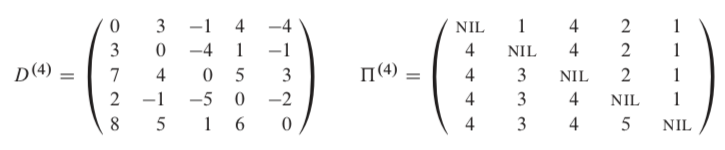 0 3 −1 4 −4 NIL 1 4 2 1
3 0 −4 1 −1 4 NIL 4 2 1
D(4) = 7 4 0 5 3 Π(4) = 4 3 NIL 2 1
2 −1 −5 0 −2 4 3 4 NIL 1
8 5 1 6 0 4 3 4 5 NIL